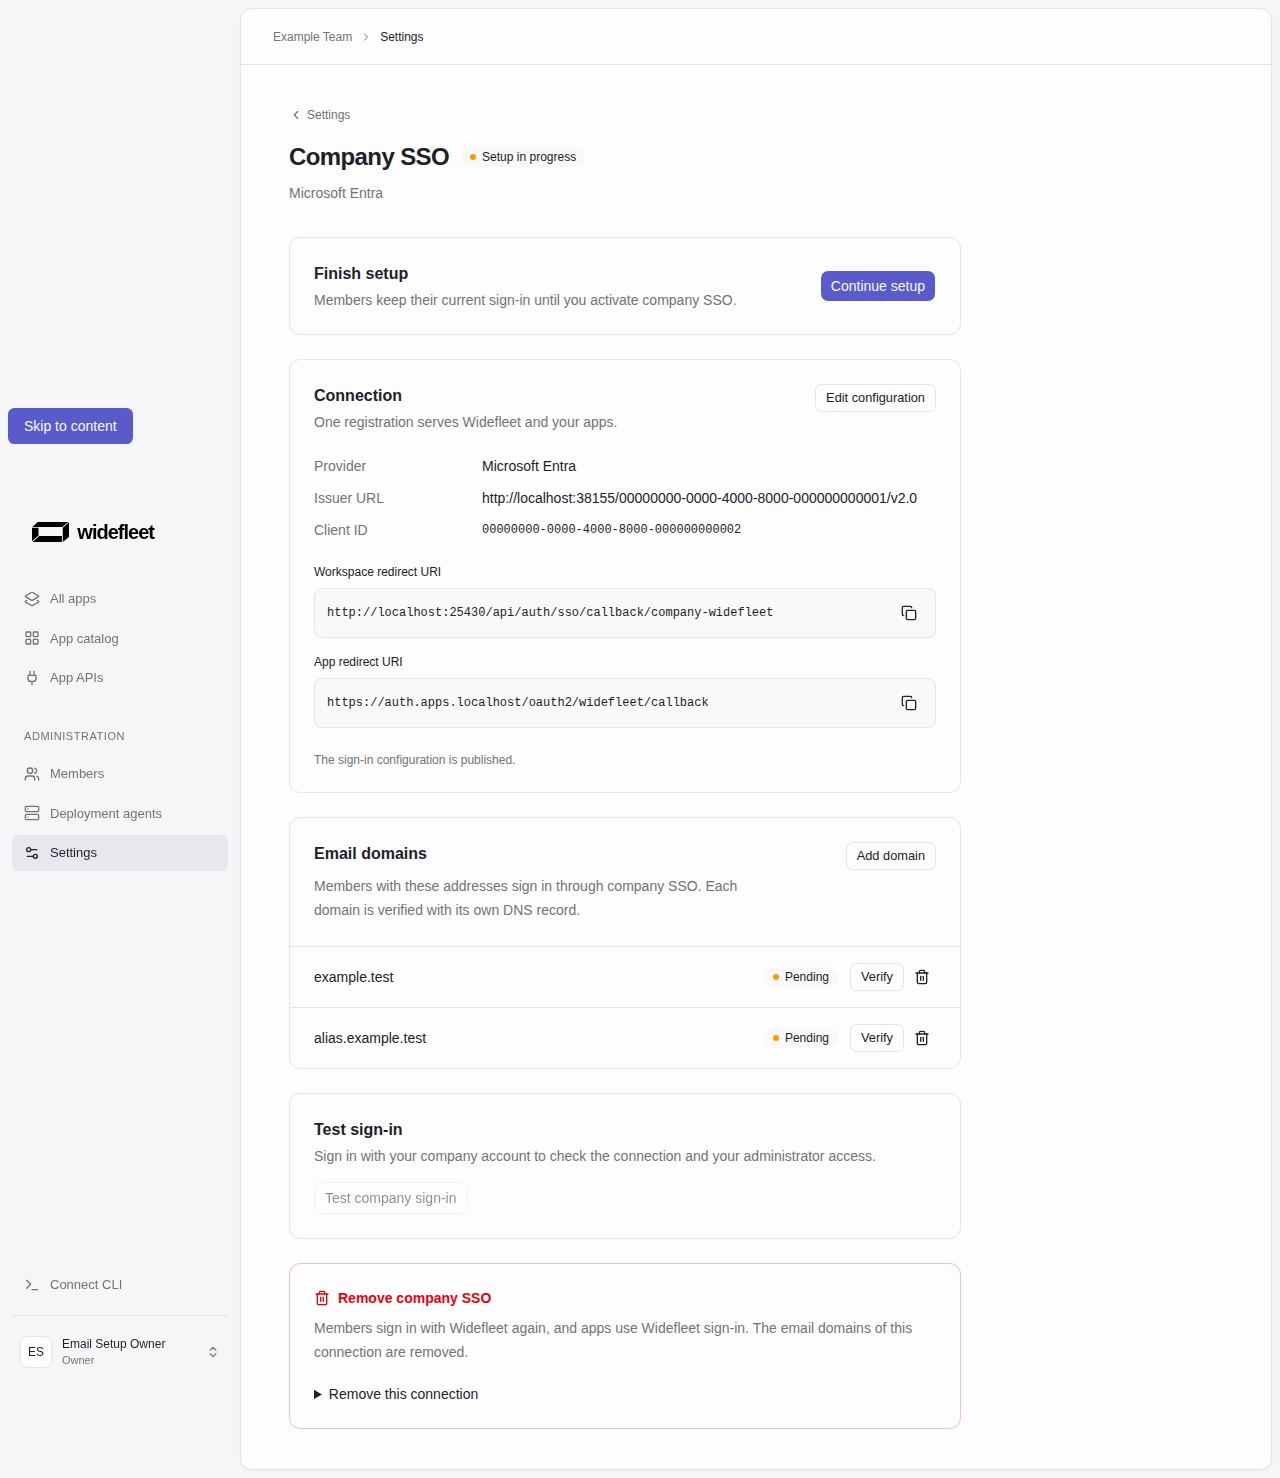 Example Team
Settings
Settings
Company SSO
Setup in progress
Microsoft Entra
Finish setup
Members keep their current sign-in until you activate company SSO.
Continue setup
Connection
One registration serves Widefleet and your apps.
Edit configuration
Provider
Microsoft Entra
Issuer URL
http://localhost:38155/00000000-0000-4000-8000-000000000001/v2.0
Client ID
00000000-0000-4000-8000-000000000002
Workspace redirect URI
http://localhost:25430/api/auth/sso/callback/company-widefleet
App redirect URI
https://auth.apps.localhost/oauth2/widefleet/callback
The sign-in configuration is published.
Email domains
Members with these addresses sign in through company SSO. Each
domain is verified with its own DNS record.
Add domain
example.test
Pending
Verify
alias.example.test
Pending
Verify
Test sign-in
Sign in with your company account to check the connection and your administrator access.
Test company sign-in
Remove company SSO
Members sign in with Widefleet again, and apps use Widefleet sign-in. The email domains of this
connection are removed.
Remove this connection
Skip to content
widefleet
All apps
App catalog
App APIs
ADMINISTRATION
Members
Deployment agents
Settings
Connect CLI
ES
Email Setup Owner
Owner